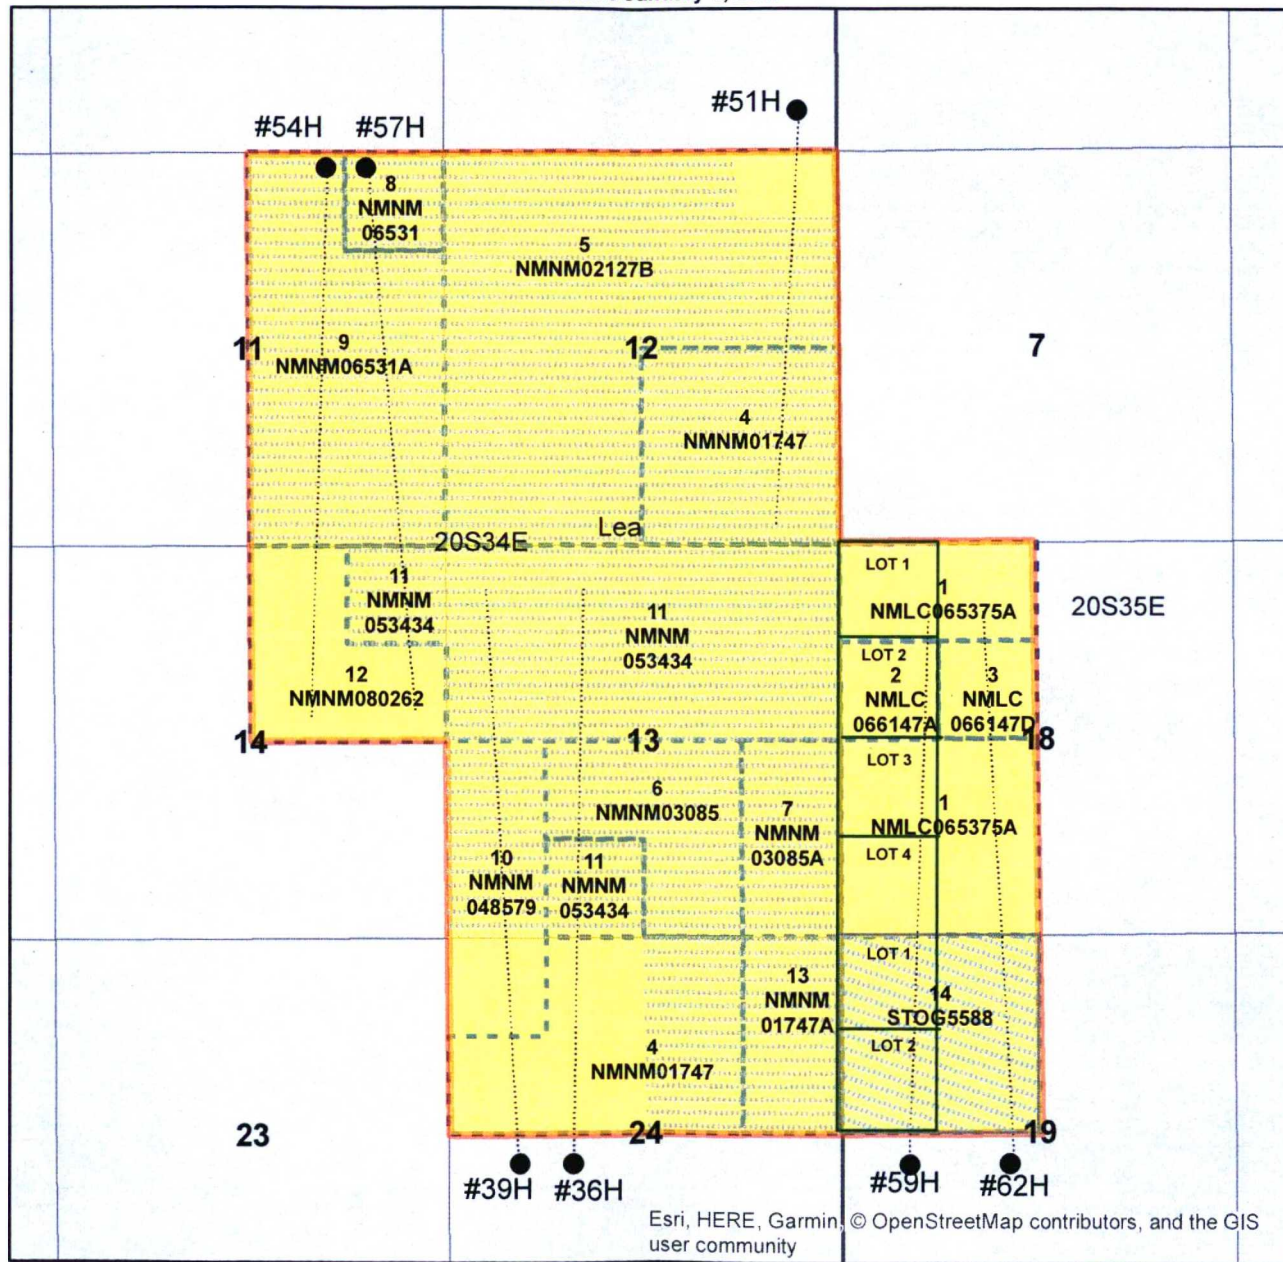 #51H
#54H
#57H
8
NMNM
06531
5
NMNM02127B
11
9
NMNM06531A
12
7
4
NMNM01747
Lea
20S34E
LOT 1
1
NMLC065375A
20S35E
11
NMNM
053434
11
NMNM
053434
LOT 2
2
NMLC
066147A
3
NMLC
066147D
12
NMNM080262
14
13
18
LOT 3
6
NMNM03085
7
NMNM
03085A
1
NMLC065375A
LOT 4
10
NMNM
048579
11
NMNM
053434
LOT 1
13
NMNM
01747A
14
STOG5588
LOT 2
4
NMNM01747
23
24
19
#39H
#36H
#59H
#62H
Esri, HERE, Garmin, © OpenStreetMap contributors, and the GIS
user community